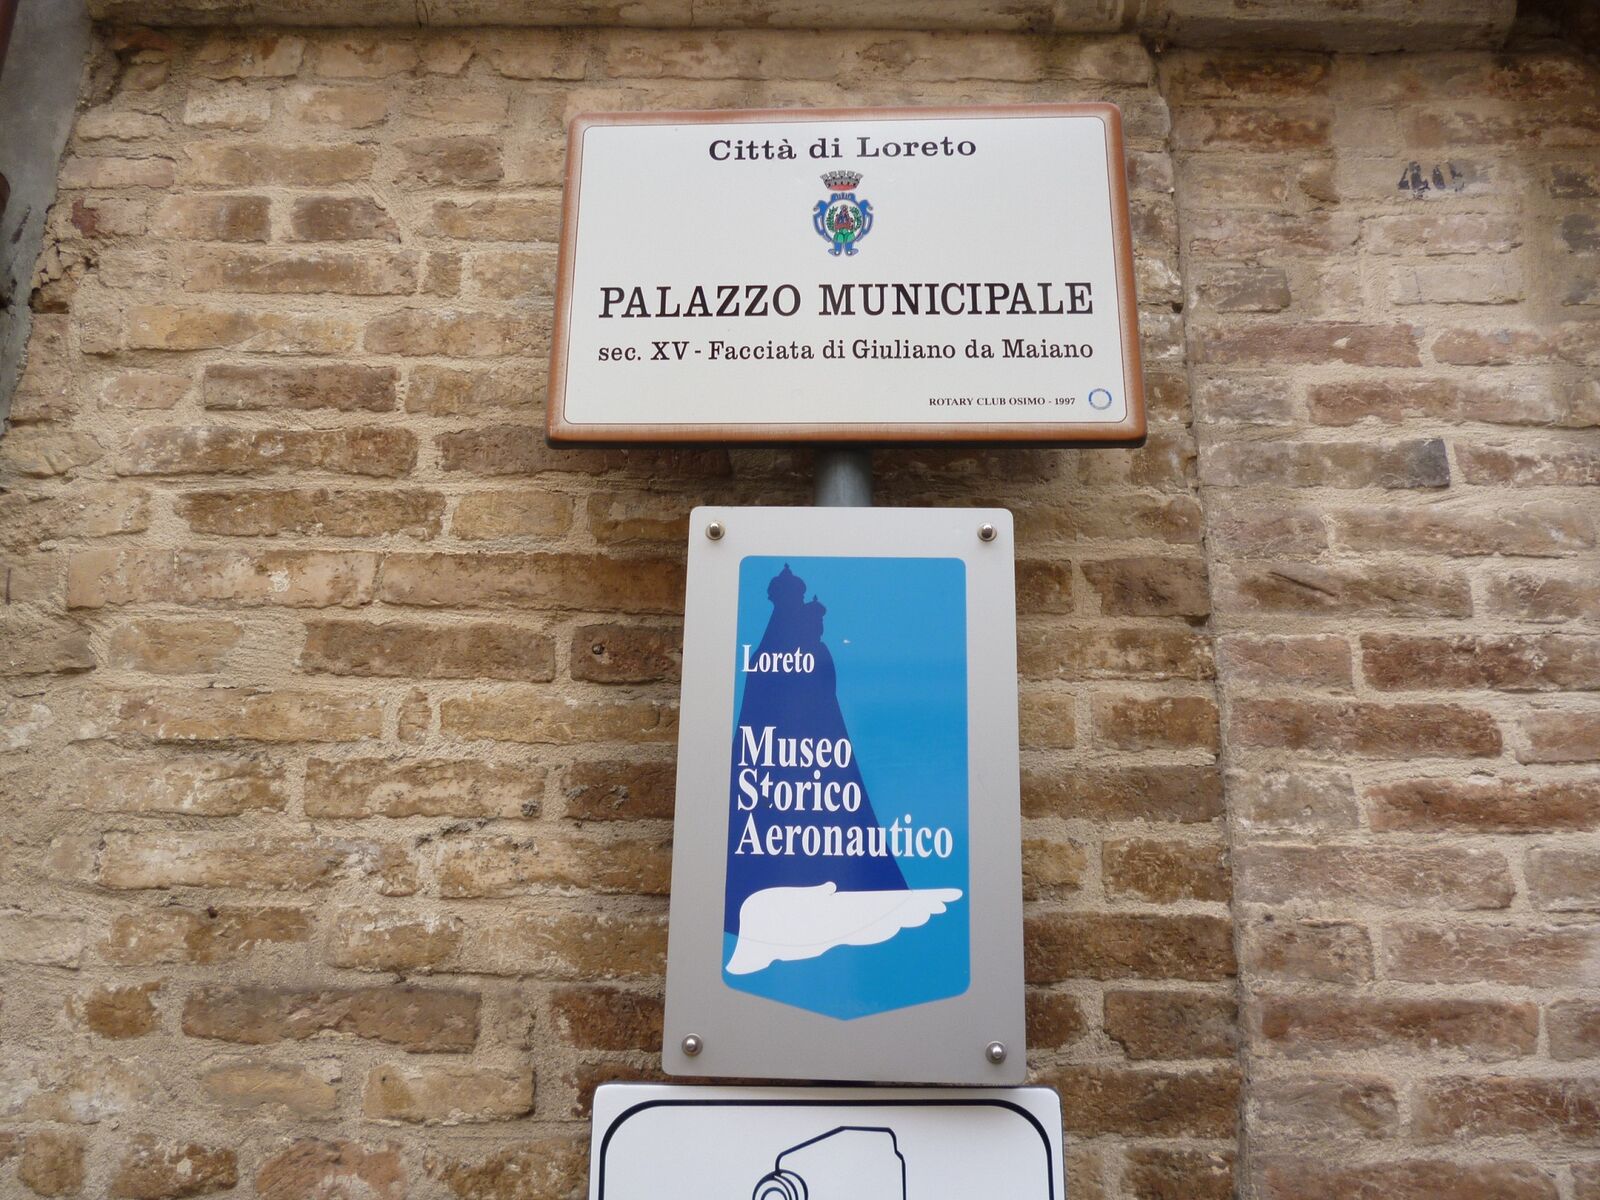 Città di Loreto
PALAZZO MUNICIPALE
sec. XV - Facciata di Giuliano da Maiano
ROTARY CLUB OSIMO - 1997
Loreto
Museo
Storico
Aeronautico